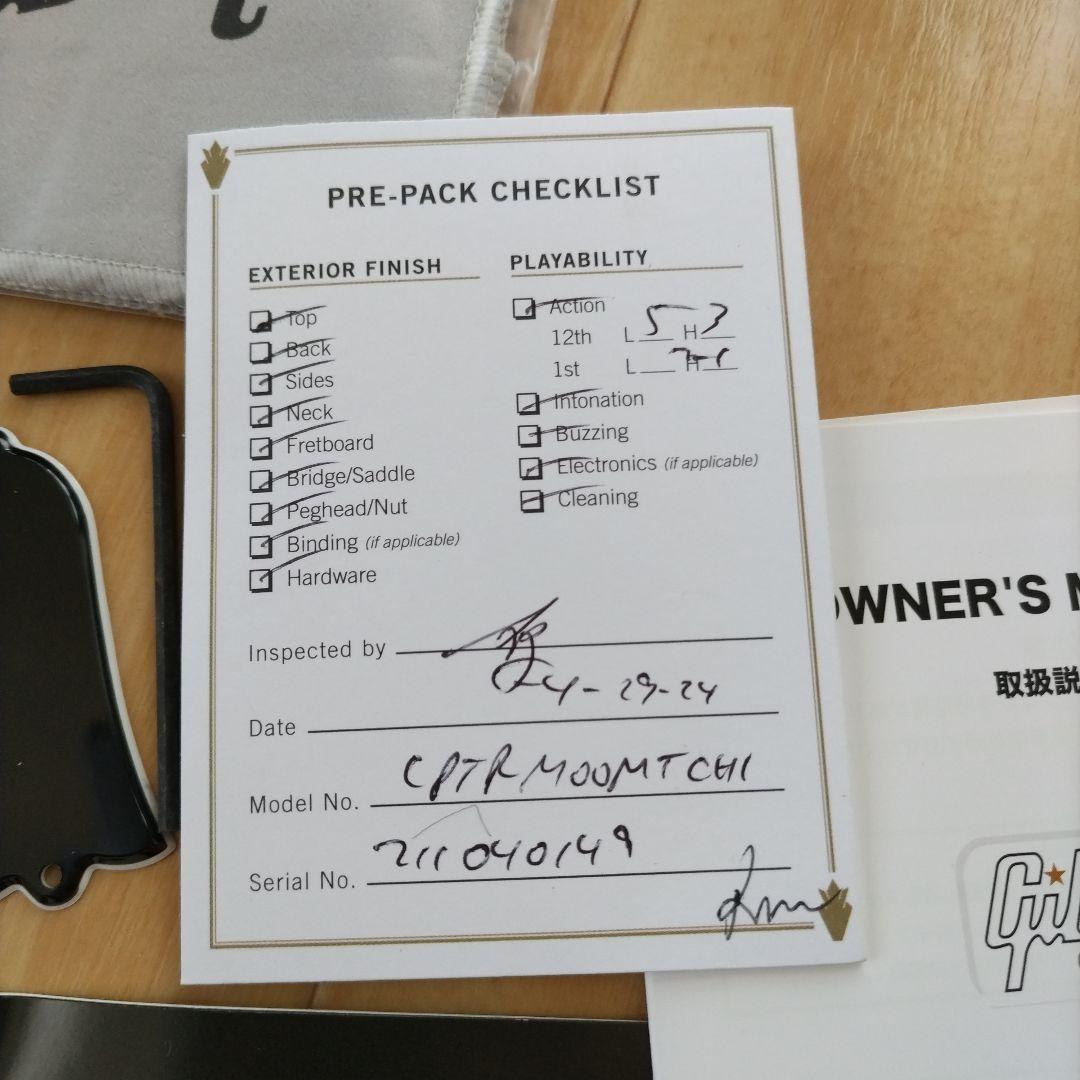 PRE-PACK CHECKLIST
EXTERIOR FINISH
Top
Back
Sides
Neck
Fretboard
Bridge/Saddle
Peghead/Nut
Binding (if applicable)
Hardware
PLAYABILITY
Action
12th L 5 H 3
1st L H
Intonation
Buzzing
Electronics (if applicable)
Cleaning
Inspected by
4-29-24
Date
CPTRM00MTCH1
Model No.
211040149
Serial No.
OWNER'S
取扱説